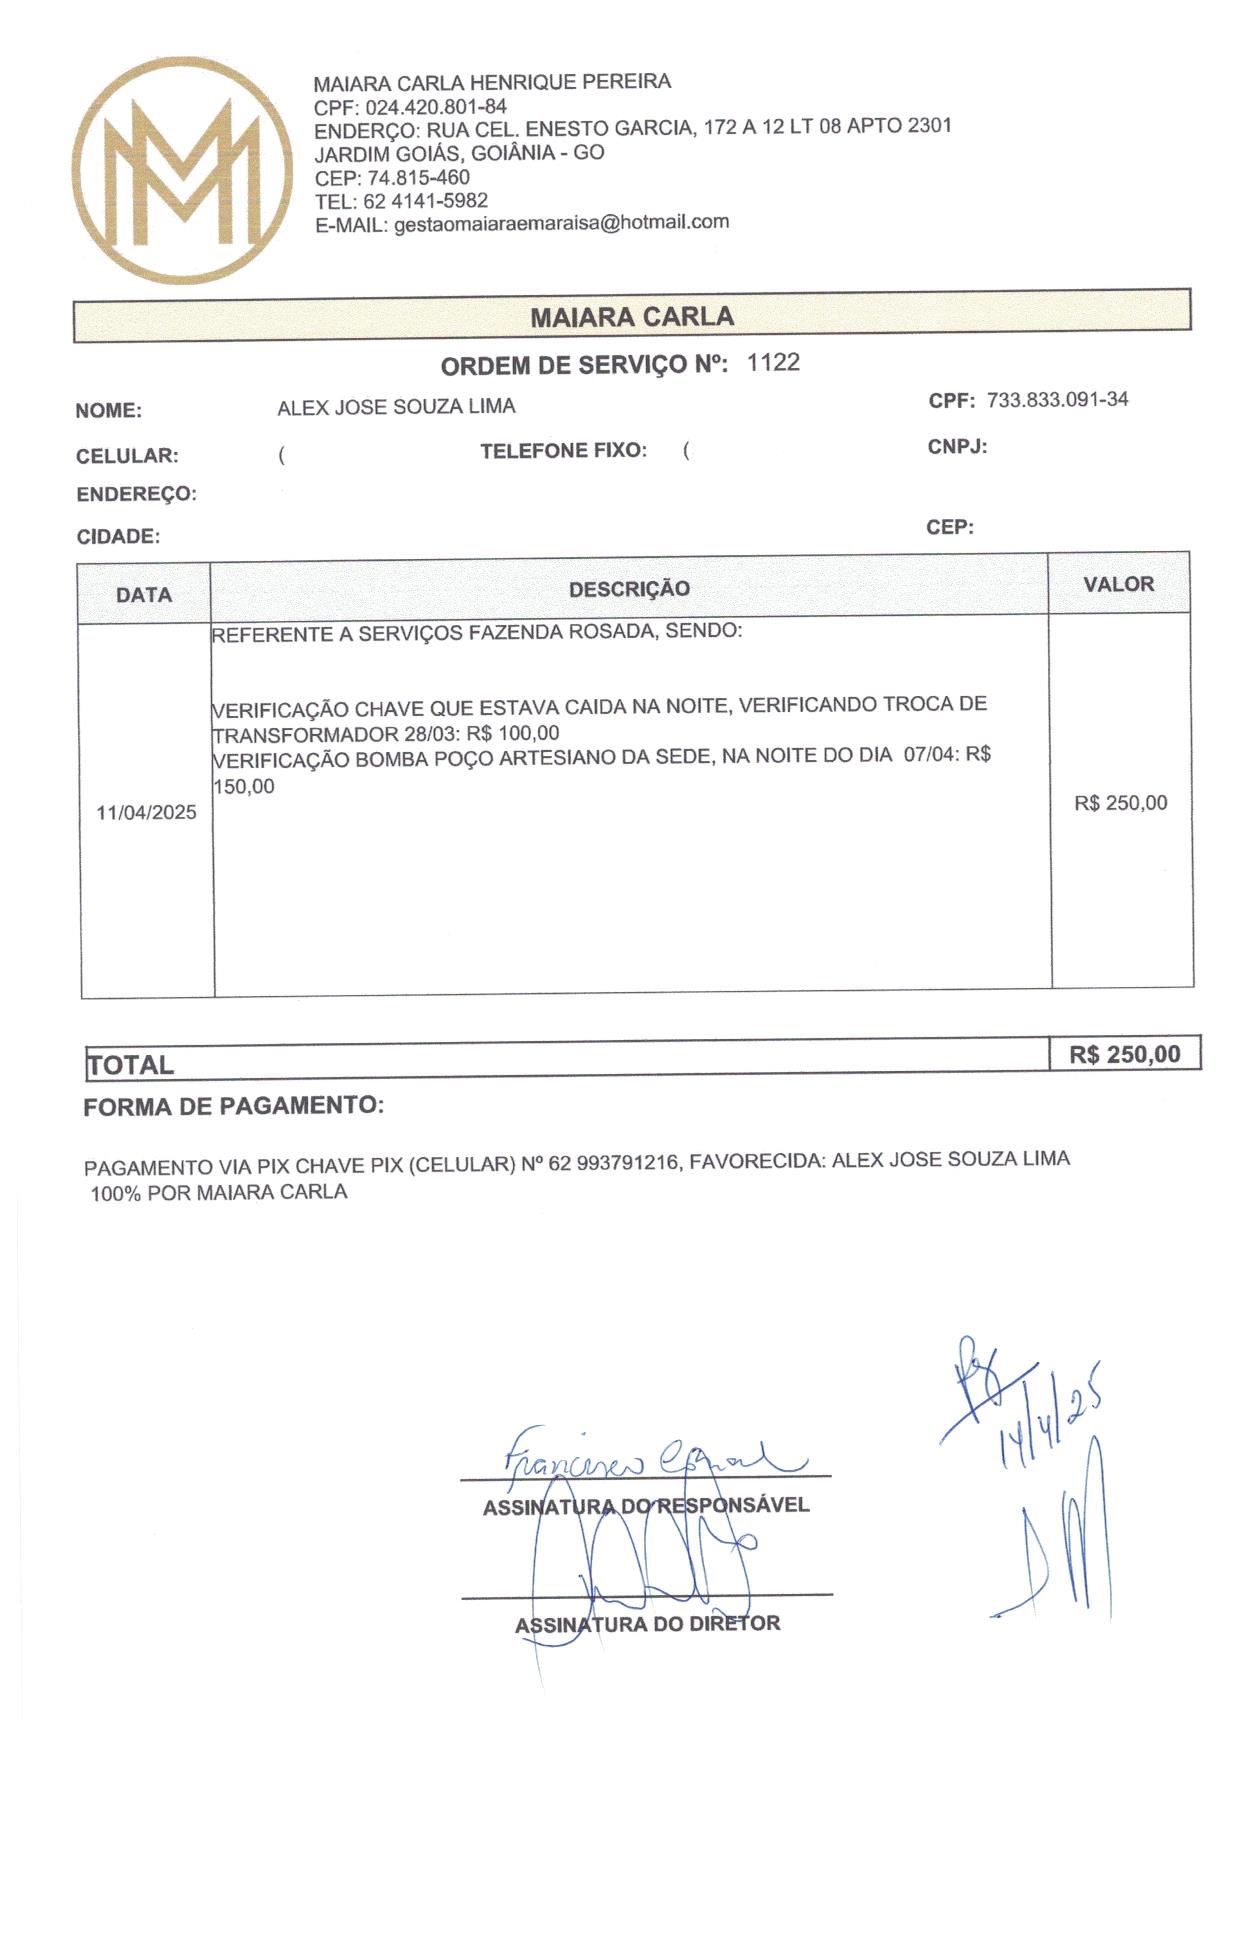 MM
MAIARA CARLA HENRIQUE PEREIRA
CPF: 024.420.801-84
ENDERÇO: RUA CEL. ENESTO GARCIA, 172 A 12 LT 08 APTO 2301
JARDIM GOIÁS, GOIÂNIA - GO
CEP: 74.815-460
TEL: 62 4141-5982
E-MAIL: gestaomaiaraemaraisa@hotmail.com
MAIARA CARLA
ORDEM DE SERVIÇO Nº: 1122
NOME: ALEX JOSE SOUZA LIMA CPF: 733.833.091-34
CELULAR: ( TELEFONE FIXO: ( CNPJ:
ENDEREÇO:
CIDADE: CEP:
DATA DESCRIÇÃO VALOR
REFERENTE A SERVIÇOS FAZENDA ROSADA, SENDO:
VERIFICAÇÃO CHAVE QUE ESTAVA CAIDA NA NOITE, VERIFICANDO TROCA DE
TRANSFORMADOR 28/03: R$ 100,00
VERIFICAÇÃO BOMBA POÇO ARTESIANO DA SEDE, NA NOITE DO DIA 07/04: R$
150,00
11/04/2025 R$ 250,00
TOTAL R$ 250,00
FORMA DE PAGAMENTO:
PAGAMENTO VIA PIX CHAVE PIX (CELULAR) Nº 62 993791216, FAVORECIDA: ALEX JOSE SOUZA LIMA
100% POR MAIARA CARLA
14/4/25
Francisco
ASSINATURA DO RESPONSÁVEL
ASSINATURA DO DIRETOR